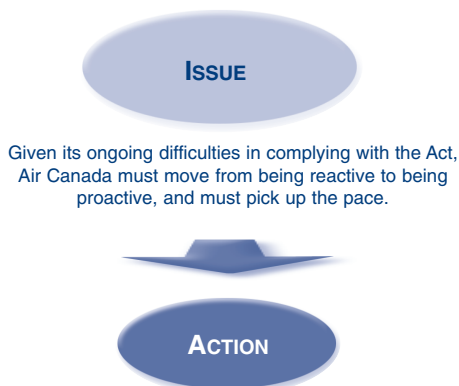 ISSUE
Given its ongoing difficulties in complying with the Act,
Air Canada must move from being reactive to being
proactive, and must pick up the pace.
ACTION